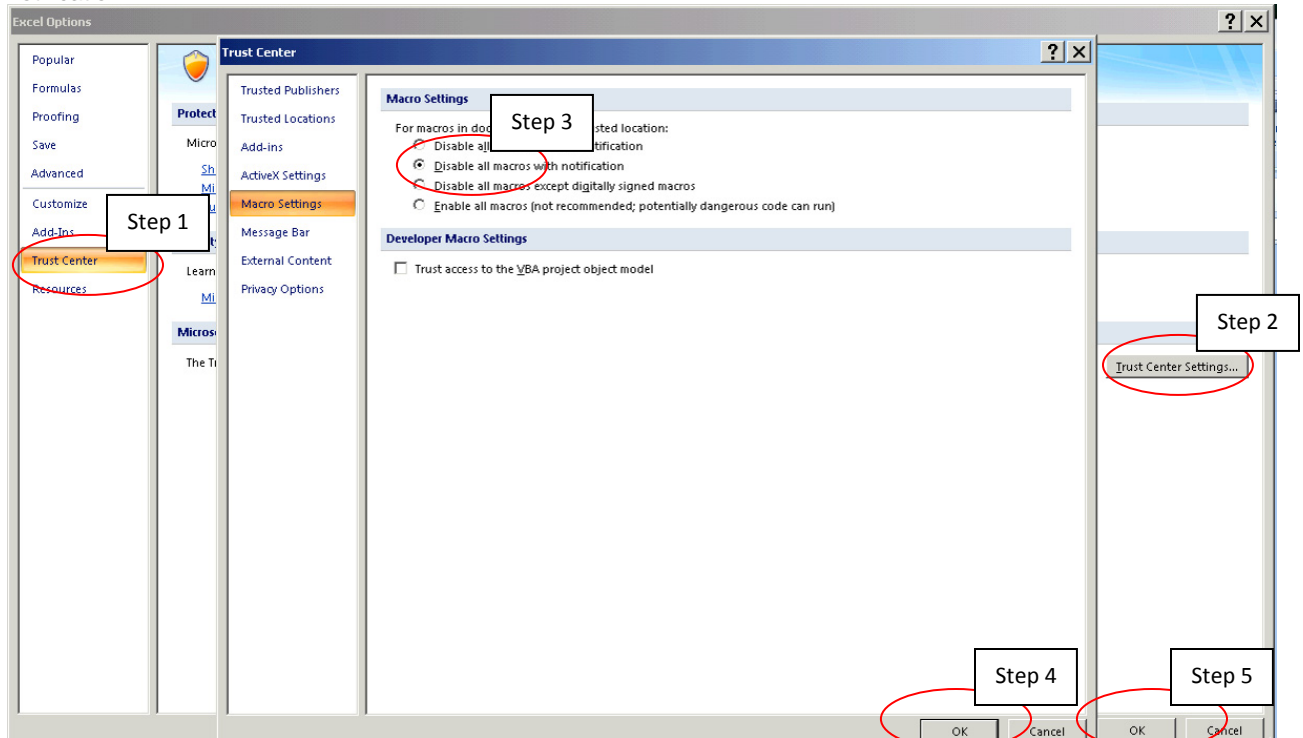 Excel Options
Popular
Formulas
Proofing
Save
Advanced
Customize
Add-Ins
Trust Center
Resources
Step 1
Protect
Micro
Sh
Mi
Learn
Mi
Micros
The Tr
Trust Center
Trusted Publishers
Trusted Locations
Add-ins
ActiveX Settings
Macro Settings
Message Bar
External Content
Privacy Options
Macro Settings
Step 3
For macros in doc sted location:
Disable all tification
Disable all macros with notification
Disable all macros except digitally signed macros
Enable all macros (not recommended; potentially dangerous code can run)
Developer Macro Settings
Trust access to the VBA project object model
Step 2
Trust Center Settings...
Step 4
Step 5
OK
Cancel
OK
Cancel